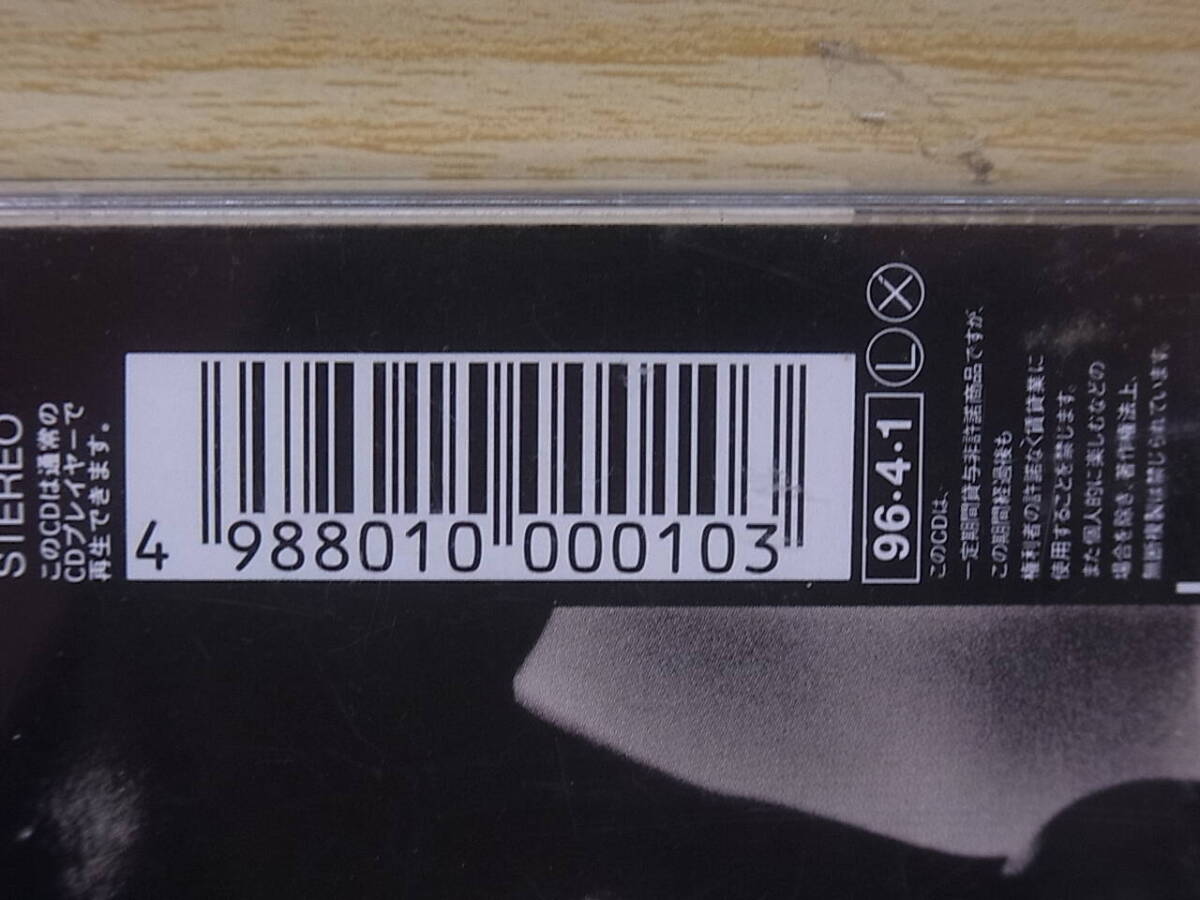 STEREO
このCDは通常の
CDプレイヤーで
再生できます。
4 988010 000103
96・4・1 Ⓛ Ⓧ
このCDは、
一定期間貸与非許諾商品ですが、
この期間経過後も
権利者の許諾なく賃貸業に
使用することを禁じます。
また個人的に楽しむなどの
場合を除き、著作権法上、
無断複製は禁じられています。